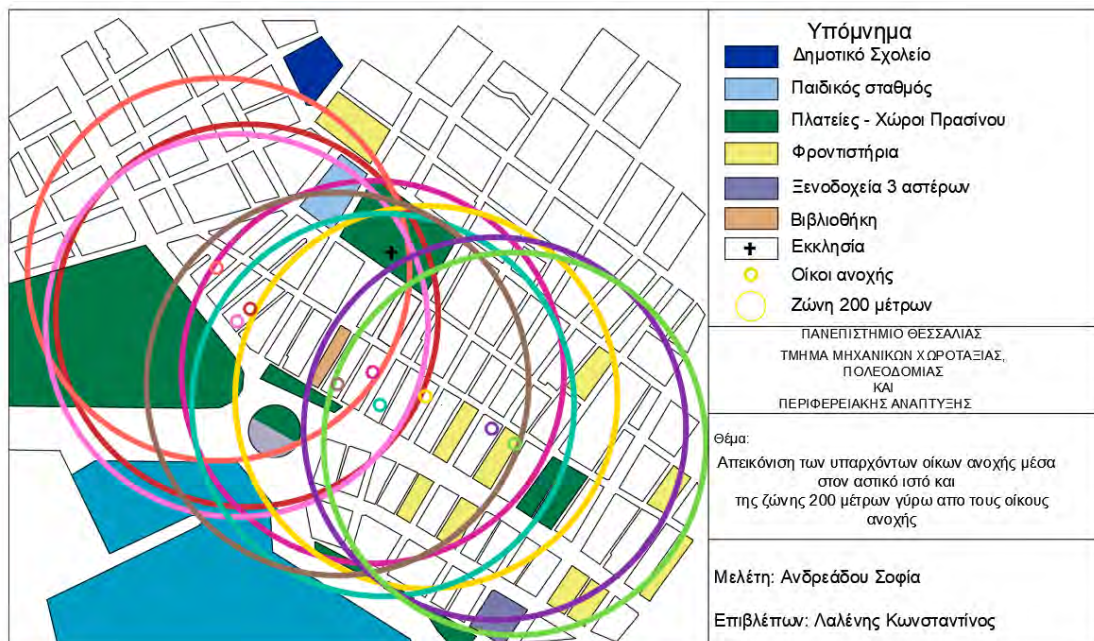 Υπόμνημα
Δημοτικό Σχολείο
Παιδικός σταθμός
Πλατείες - Χώροι Πρασίνου
Φροντιστήρια
Ξενοδοχεία 3 αστέρων
Βιβλιοθήκη
Εκκλησία
Οίκοι ανοχής
Ζώνη 200 μέτρων
ΠΑΝΕΠΙΣΤΗΜΙΟ ΘΕΣΣΑΛΙΑΣ
ΤΜΗΜΑ ΜΗΧΑΝΙΚΩΝ ΧΩΡΟΤΑΞΙΑΣ,
ΠΟΛΕΟΔΟΜΙΑΣ
ΚΑΙ
ΠΕΡΙΦΕΡΕΙΑΚΗΣ ΑΝΑΠΤΥΞΗΣ
Θέμα:
Απεικόνιση των υπαρχόντων οίκων ανοχής μέσα
στον αστικό ιστό και
της ζώνης 200 μέτρων γύρω απο τους οίκους
ανοχής
Μελέτη: Ανδρεάδου Σοφία
Επιβλέπων: Λαλένης Κωνσταντίνος